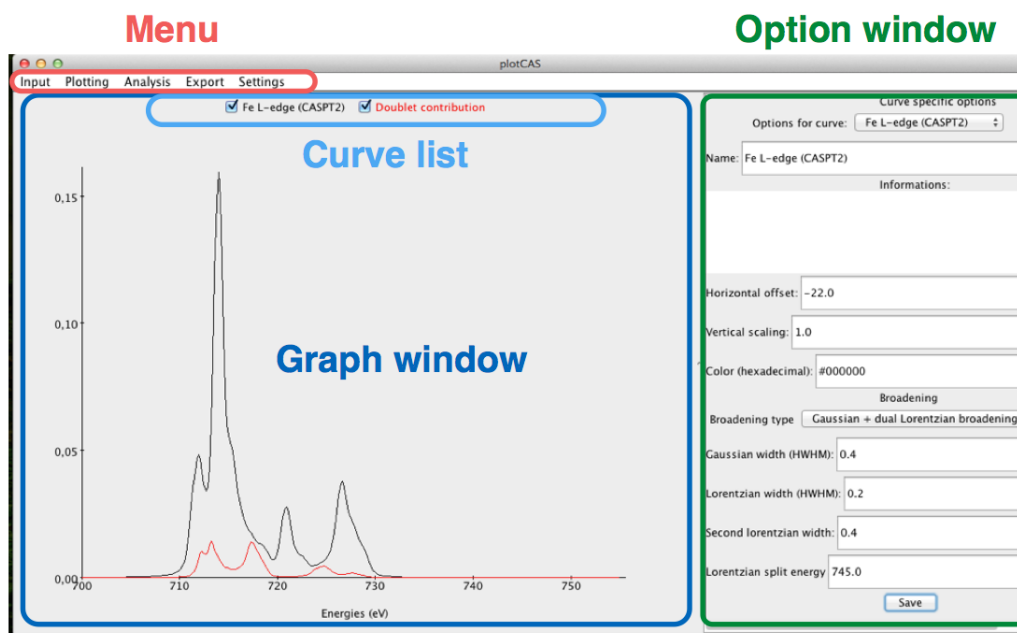 Menu
Option window
plotCAS
Input Plotting Analysis Export Settings
Fe L-edge (CASPT2) Doublet contribution
Curve list
0,15
0,10
0,05
0,00
Graph window
700 710 720 730 740 750
Energies (eV)
Curve specific options
Options for curve: Fe L-edge (CASPT2)
Name: Fe L-edge (CASPT2)
Informations:
Horizontal offset: -22.0
Vertical scaling: 1.0
Color (hexadecimal): #000000
Broadening
Broadening type Gaussian + dual Lorentzian broadening
Gaussian width (HWHM): 0.4
Lorentzian width (HWHM): 0.2
Second lorentzian width: 0.4
Lorentzian split energy 745.0
Save